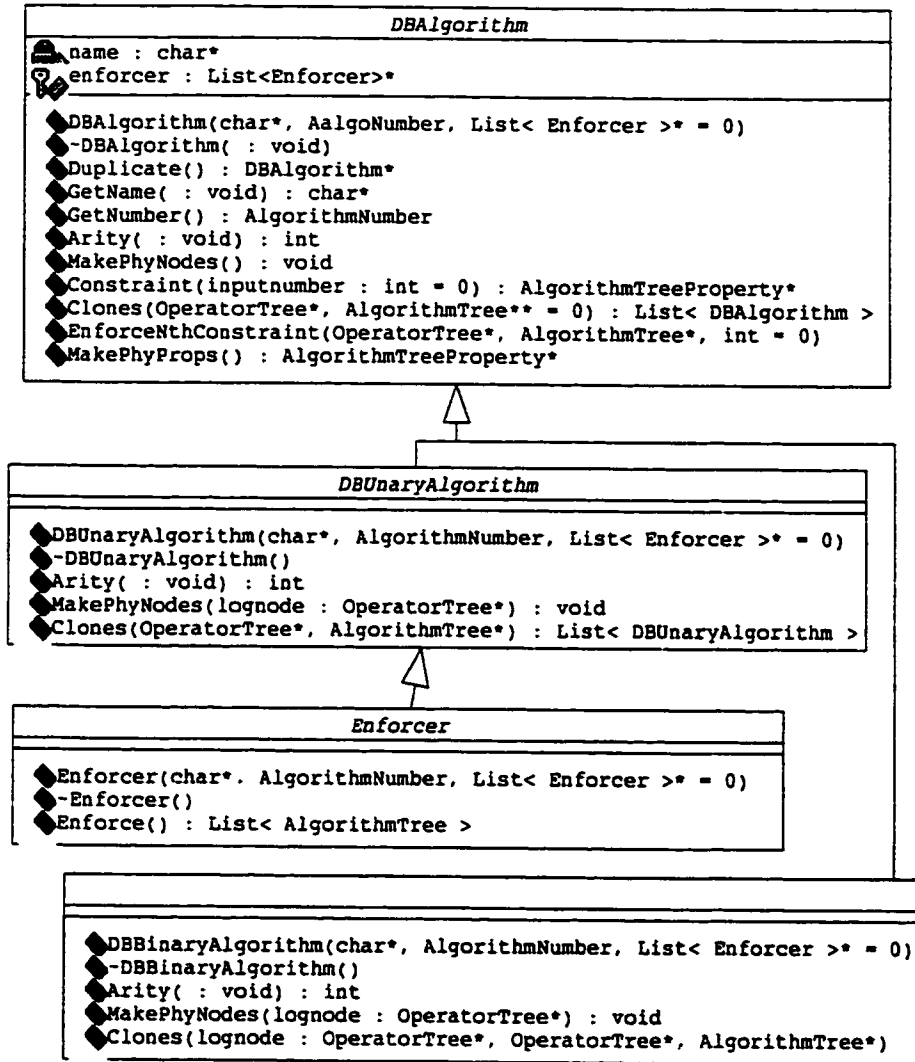 DBAlgorithm
name : char*
enforcer : List<Enforcer>*
DBAlgorithm(char*, AalgoNumber, List< Enforcer >* = 0)
~DBAlgorithm( : void)
Duplicate() : DBAlgorithm*
GetName( : void) : char*
GetNumber() : AlgorithmNumber
Arity( : void) : int
MakePhyNodes() : void
Constraint(inputnumber : int = 0) : AlgorithmTreeProperty*
Clones(OperatorTree*, AlgorithmTree** = 0) : List< DBAlgorithm >
EnforceNthConstraint(OperatorTree*, AlgorithmTree*, int = 0)
MakePhyProps() : AlgorithmTreeProperty*
DBUnaryAlgorithm
DBUnaryAlgorithm(char*, AlgorithmNumber, List< Enforcer >* = 0)
~DBUnaryAlgorithm()
Arity( : void) : int
MakePhyNodes(lognode : OperatorTree*) : void
Clones(OperatorTree*, AlgorithmTree*) : List< DBUnaryAlgorithm >
Enforcer
Enforcer(char*. AlgorithmNumber, List< Enforcer >* = 0)
~Enforcer()
Enforce() : List< AlgorithmTree >
DBBinaryAlgorithm(char*, AlgorithmNumber, List< Enforcer >* = 0)
~DBBinaryAlgorithm()
Arity( : void) : int
MakePhyNodes(lognode : OperatorTree*) : void
Clones(lognode : OperatorTree*, OperatorTree*, AlgorithmTree*)